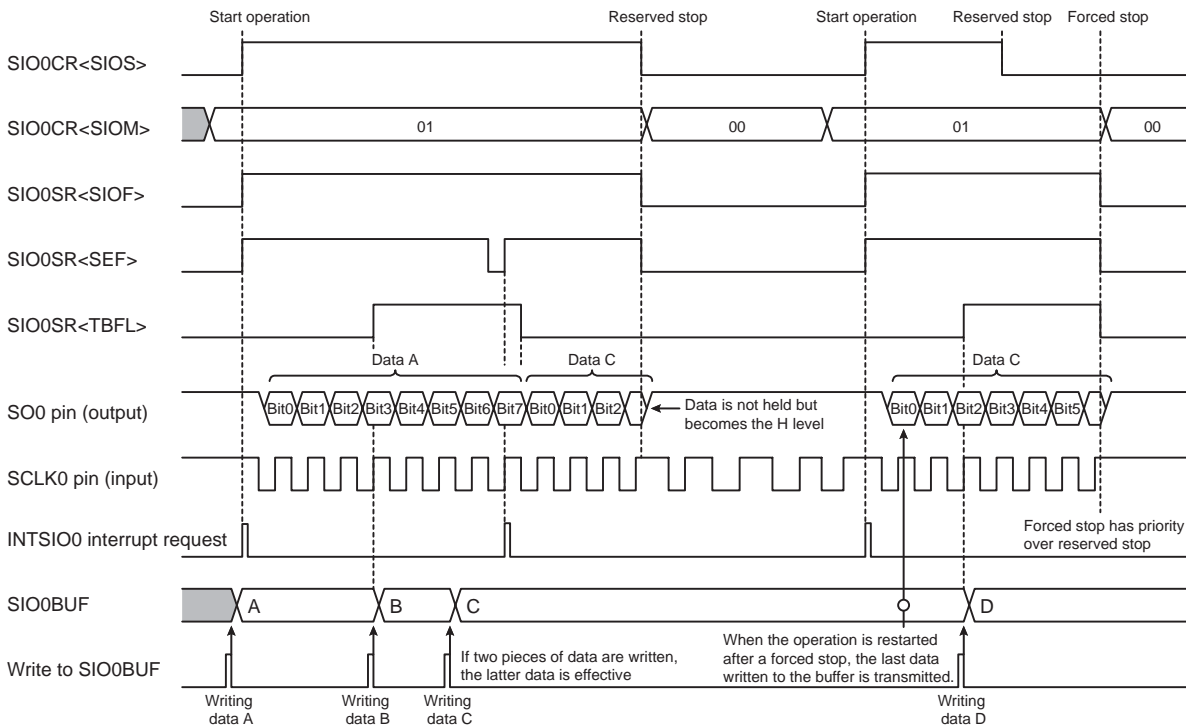 Start operation
Reserved stop
Start operation
Reserved stop
Forced stop
SIO0CR<SIOS>
SIO0CR<SIOM>
01
00
01
00
SIO0SR<SIOF>
SIO0SR<SEF>
SIO0SR<TBFL>
Data A
Data C
Data C
SO0 pin (output)
Bit0 Bit1 Bit2 Bit3 Bit4 Bit5 Bit6 Bit7 Bit0 Bit1 Bit2
Data is not held but
becomes the H level
Bit0 Bit1 Bit2 Bit3 Bit4 Bit5
SCLK0 pin (input)
INTSIO0 interrupt request
Forced stop has priority
over reserved stop
SIO0BUF
A
B
C
D
Write to SIO0BUF
If two pieces of data are written,
the latter data is effective
When the operation is restarted
after a forced stop, the last data
written to the buffer is transmitted.
Writing
data A
Writing
data B
Writing
data C
Writing
data D